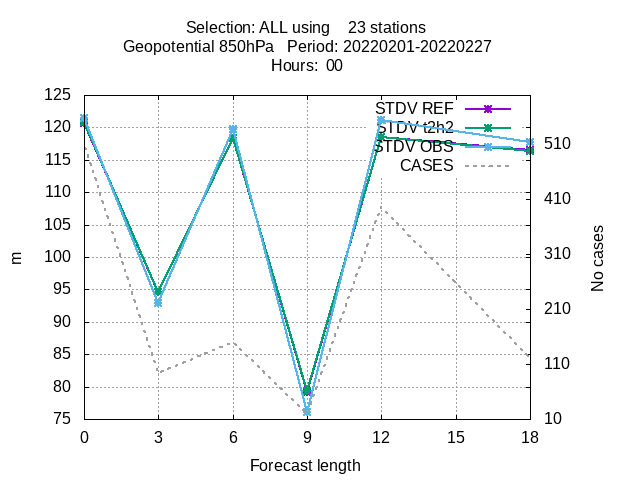 Selection: ALL using 23 stations
Geopotential 850hPa Period: 20220201-20220227
Hours: 00
125
120
115
110
105
100
95
90
85
80
75
m
STDV REF
STDV t2h2
STDV OBS
CASES
510
410
310
210
110
10
No cases
0 3 6 9 12 15 18
Forecast length